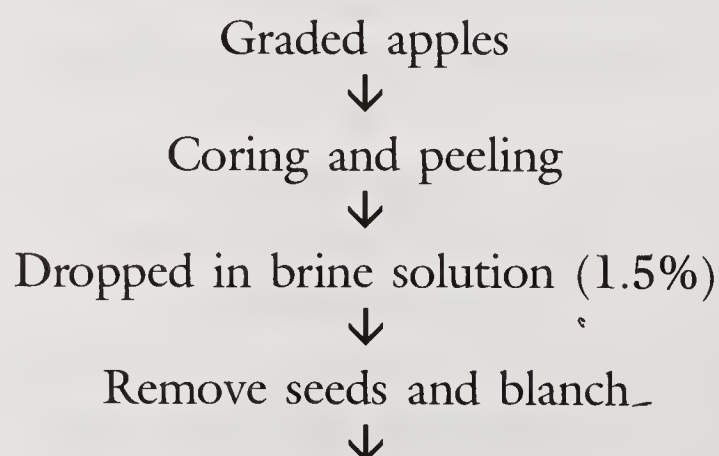 Graded apples
↓
Coring and peeling
↓
Dropped in brine solution (1.5%)
↓
Remove seeds and blanch
↓